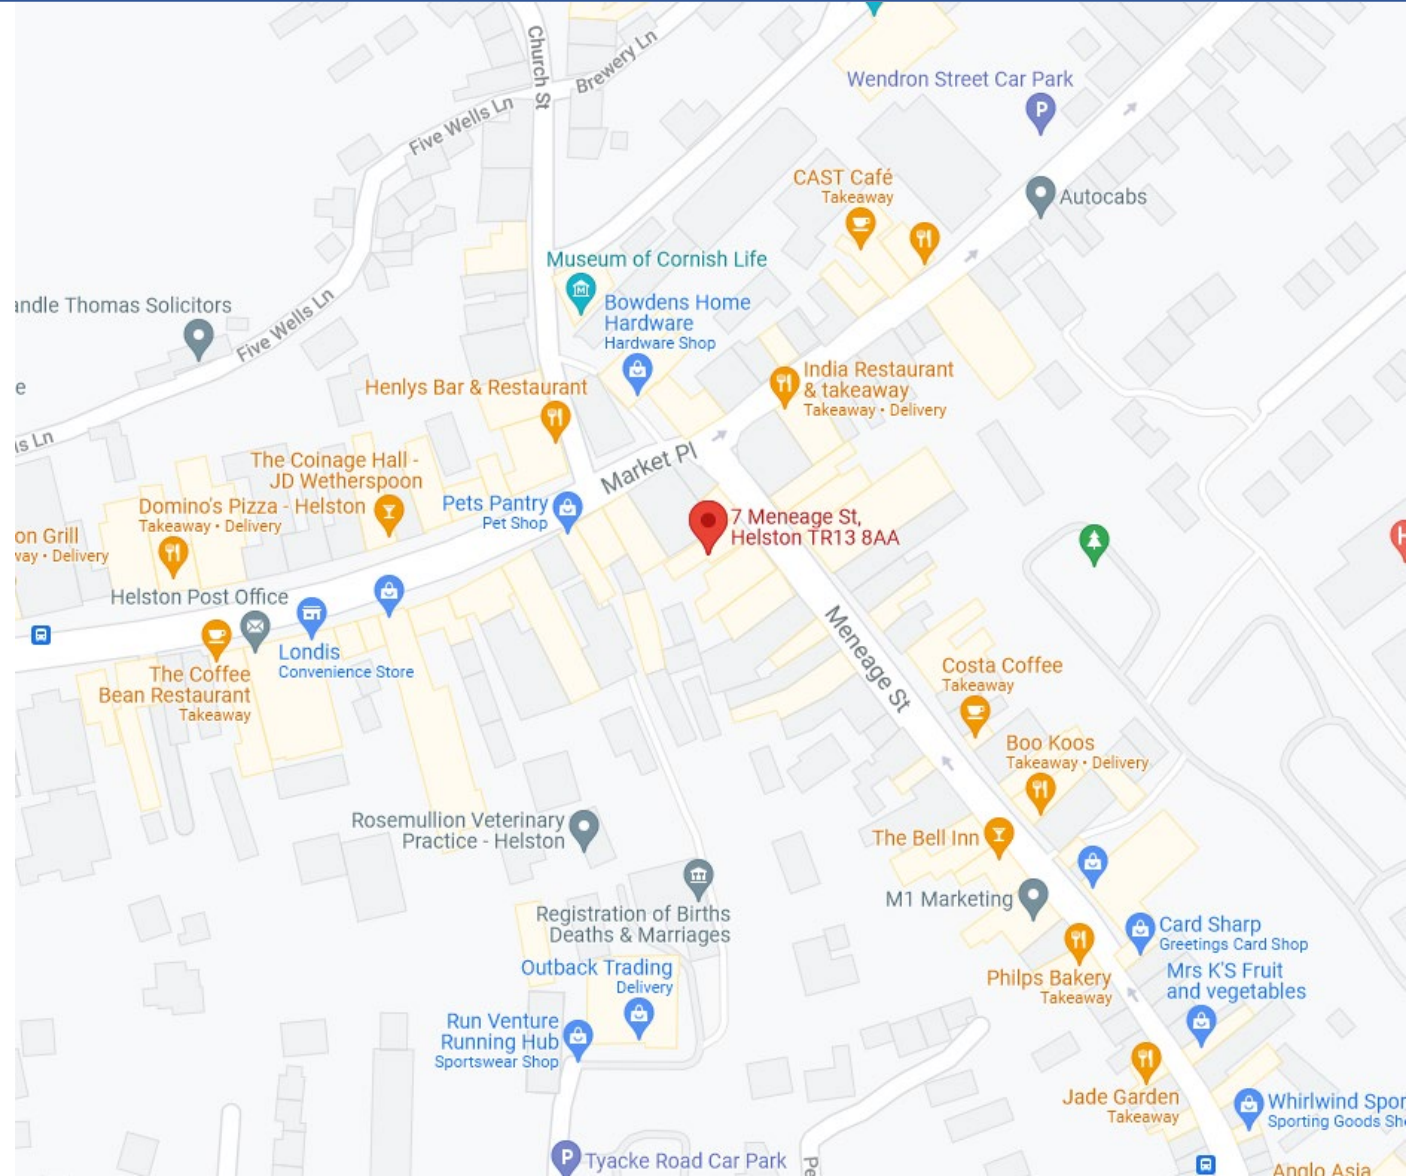 Church St
Brewery Ln
Five Wells Ln
Wendron Street Car Park
P
CAST Café
Takeaway
Autocabs
Museum of Cornish Life
M
andle Thomas Solicitors
Five Wells Ln
Bowdens Home
Hardware
Hardware Shop
e
Henlys Bar & Restaurant
India Restaurant
& takeaway
Takeaway • Delivery
ls Ln
Market Pl
The Coinage Hall -
JD Wetherspoon
Domino's Pizza - Helston
Takeaway • Delivery
Pets Pantry
Pet Shop
7 Meneage St,
Helston TR13 8AA
on Grill
way • Delivery
H
Helston Post Office
Londis
Convenience Store
The Coffee
Bean Restaurant
Takeaway
Meneage St
Costa Coffee
Takeaway
Boo Koos
Takeaway • Delivery
Rosemullion Veterinary
Practice - Helston
The Bell Inn
M1 Marketing
Registration of Births
Deaths & Marriages
Card Sharp
Greetings Card Shop
Outback Trading
Delivery
Philps Bakery
Takeaway
Mrs K'S Fruit
and vegetables
Run Venture
Running Hub
Sportswear Shop
Jade Garden
Takeaway
Whirlwind Spor
Sporting Goods Sh
P
Tyacke Road Car Park
Pe
Anglo Asia